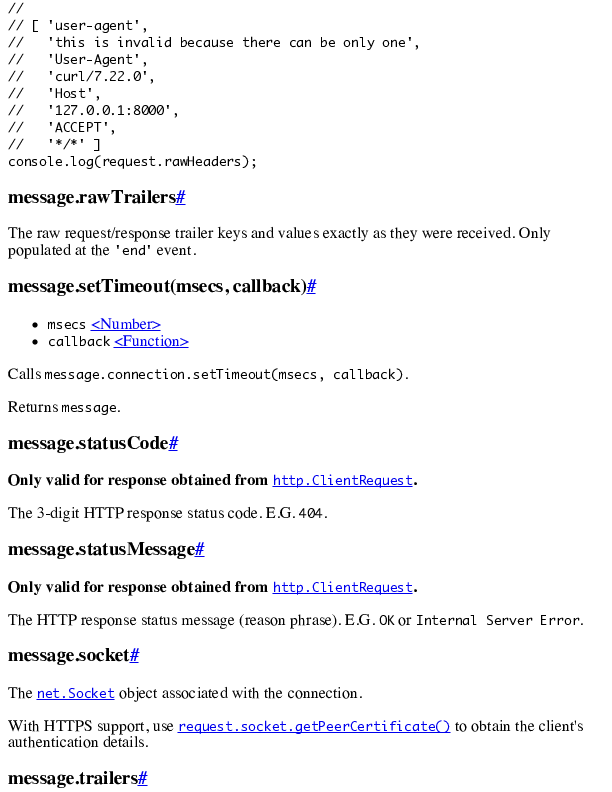 //
// [ 'user-agent',
//   'this is invalid because there can be only one',
//   'User-Agent',
//   'curl/7.22.0',
//   'Host',
//   '127.0.0.1:8000',
//   'ACCEPT',
//   '*/*' ]
console.log(request.rawHeaders);
message.rawTrailers#
The raw request/response trailer keys and values exactly as they were received. Only
populated at the 'end' event.
message.setTimeout(msecs, callback)#
• msecs <Number>
• callback <Function>
Calls message.connection.setTimeout(msecs, callback).
Returns message.
message.statusCode#
Only valid for response obtained from http.ClientRequest.
The 3-digit HTTP response status code. E.G. 404.
message.statusMessage#
Only valid for response obtained from http.ClientRequest.
The HTTP response status message (reason phrase). E.G. OK or Internal Server Error.
message.socket#
The net.Socket object associated with the connection.
With HTTPS support, use request.socket.getPeerCertificate() to obtain the client's
authentication details.
message.trailers#